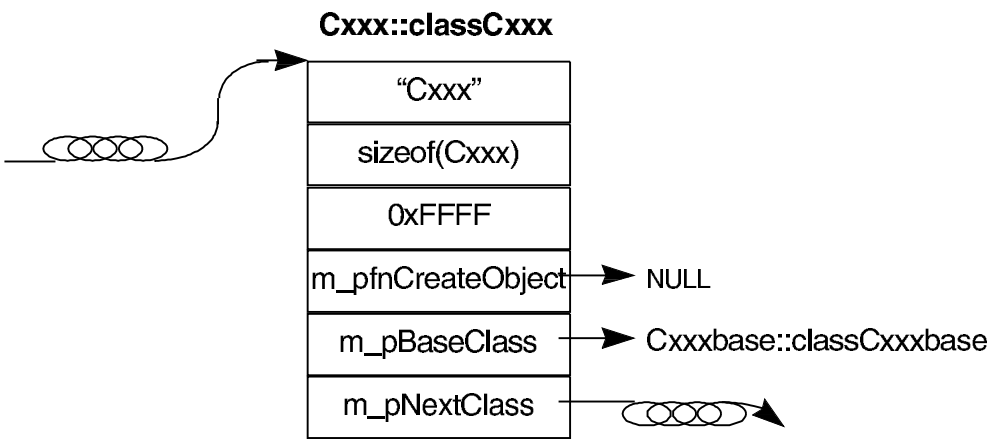 Cxxx::classCxxx
“Cxxx”
sizeof(Cxxx)
0xFFFF
m_pfnCreateObject
NULL
m_pBaseClass
Cxxxbase::classCxxxbase
m_pNextClass